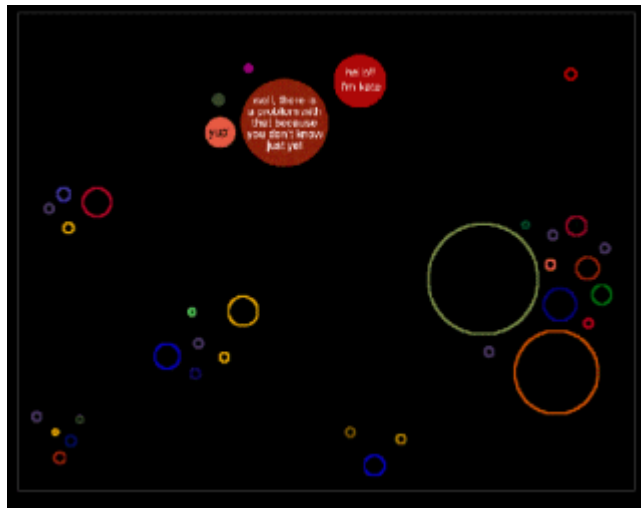 hello!!
I'm kate
well, there is
a problem with
that because
you don't know
just yet
yup